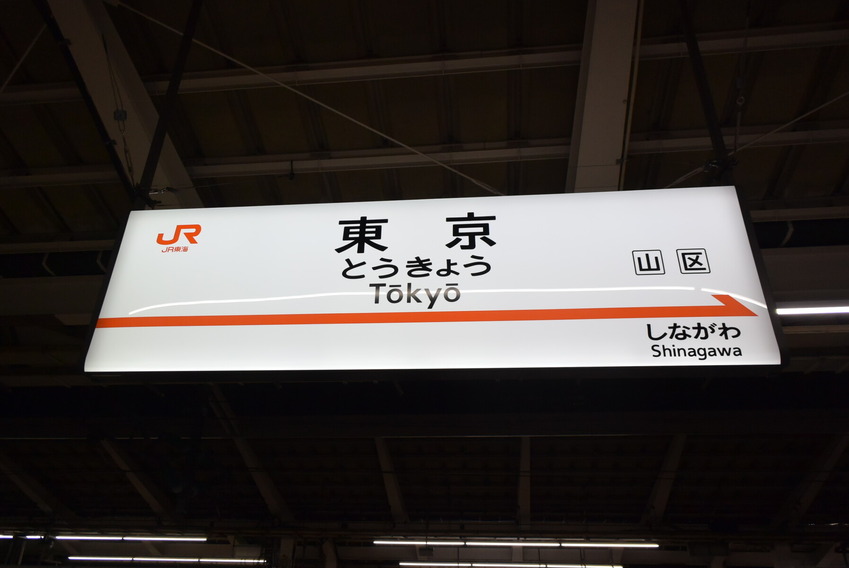 JR
JR東海
東京
とうきょう
Tōkyō
山 区
しながわ
Shinagawa